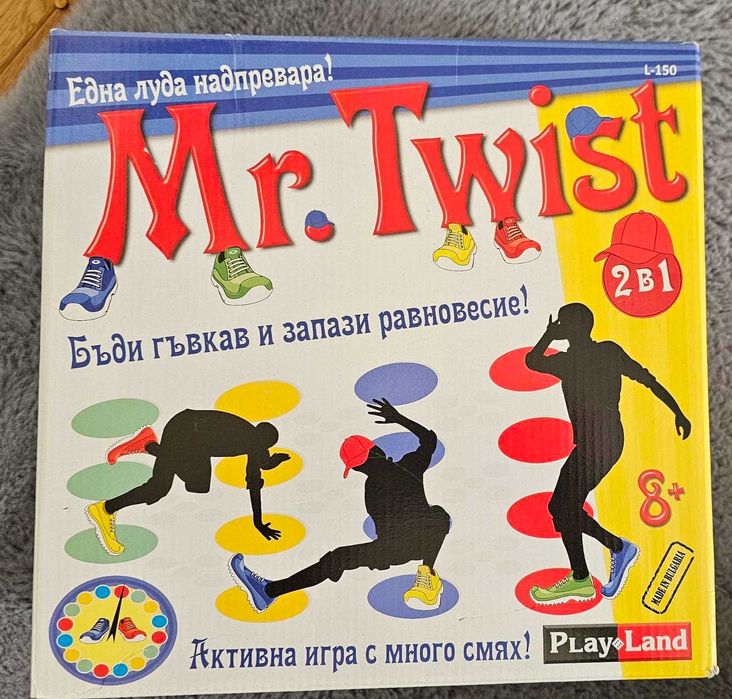 Една луда надпревара!
L-150
Mr. Twist
2 в 1
Бъди гъвкав и запази равновесие!
8+
MADE IN BULGARIA
Активна игра с много смях!
PLAY LAND